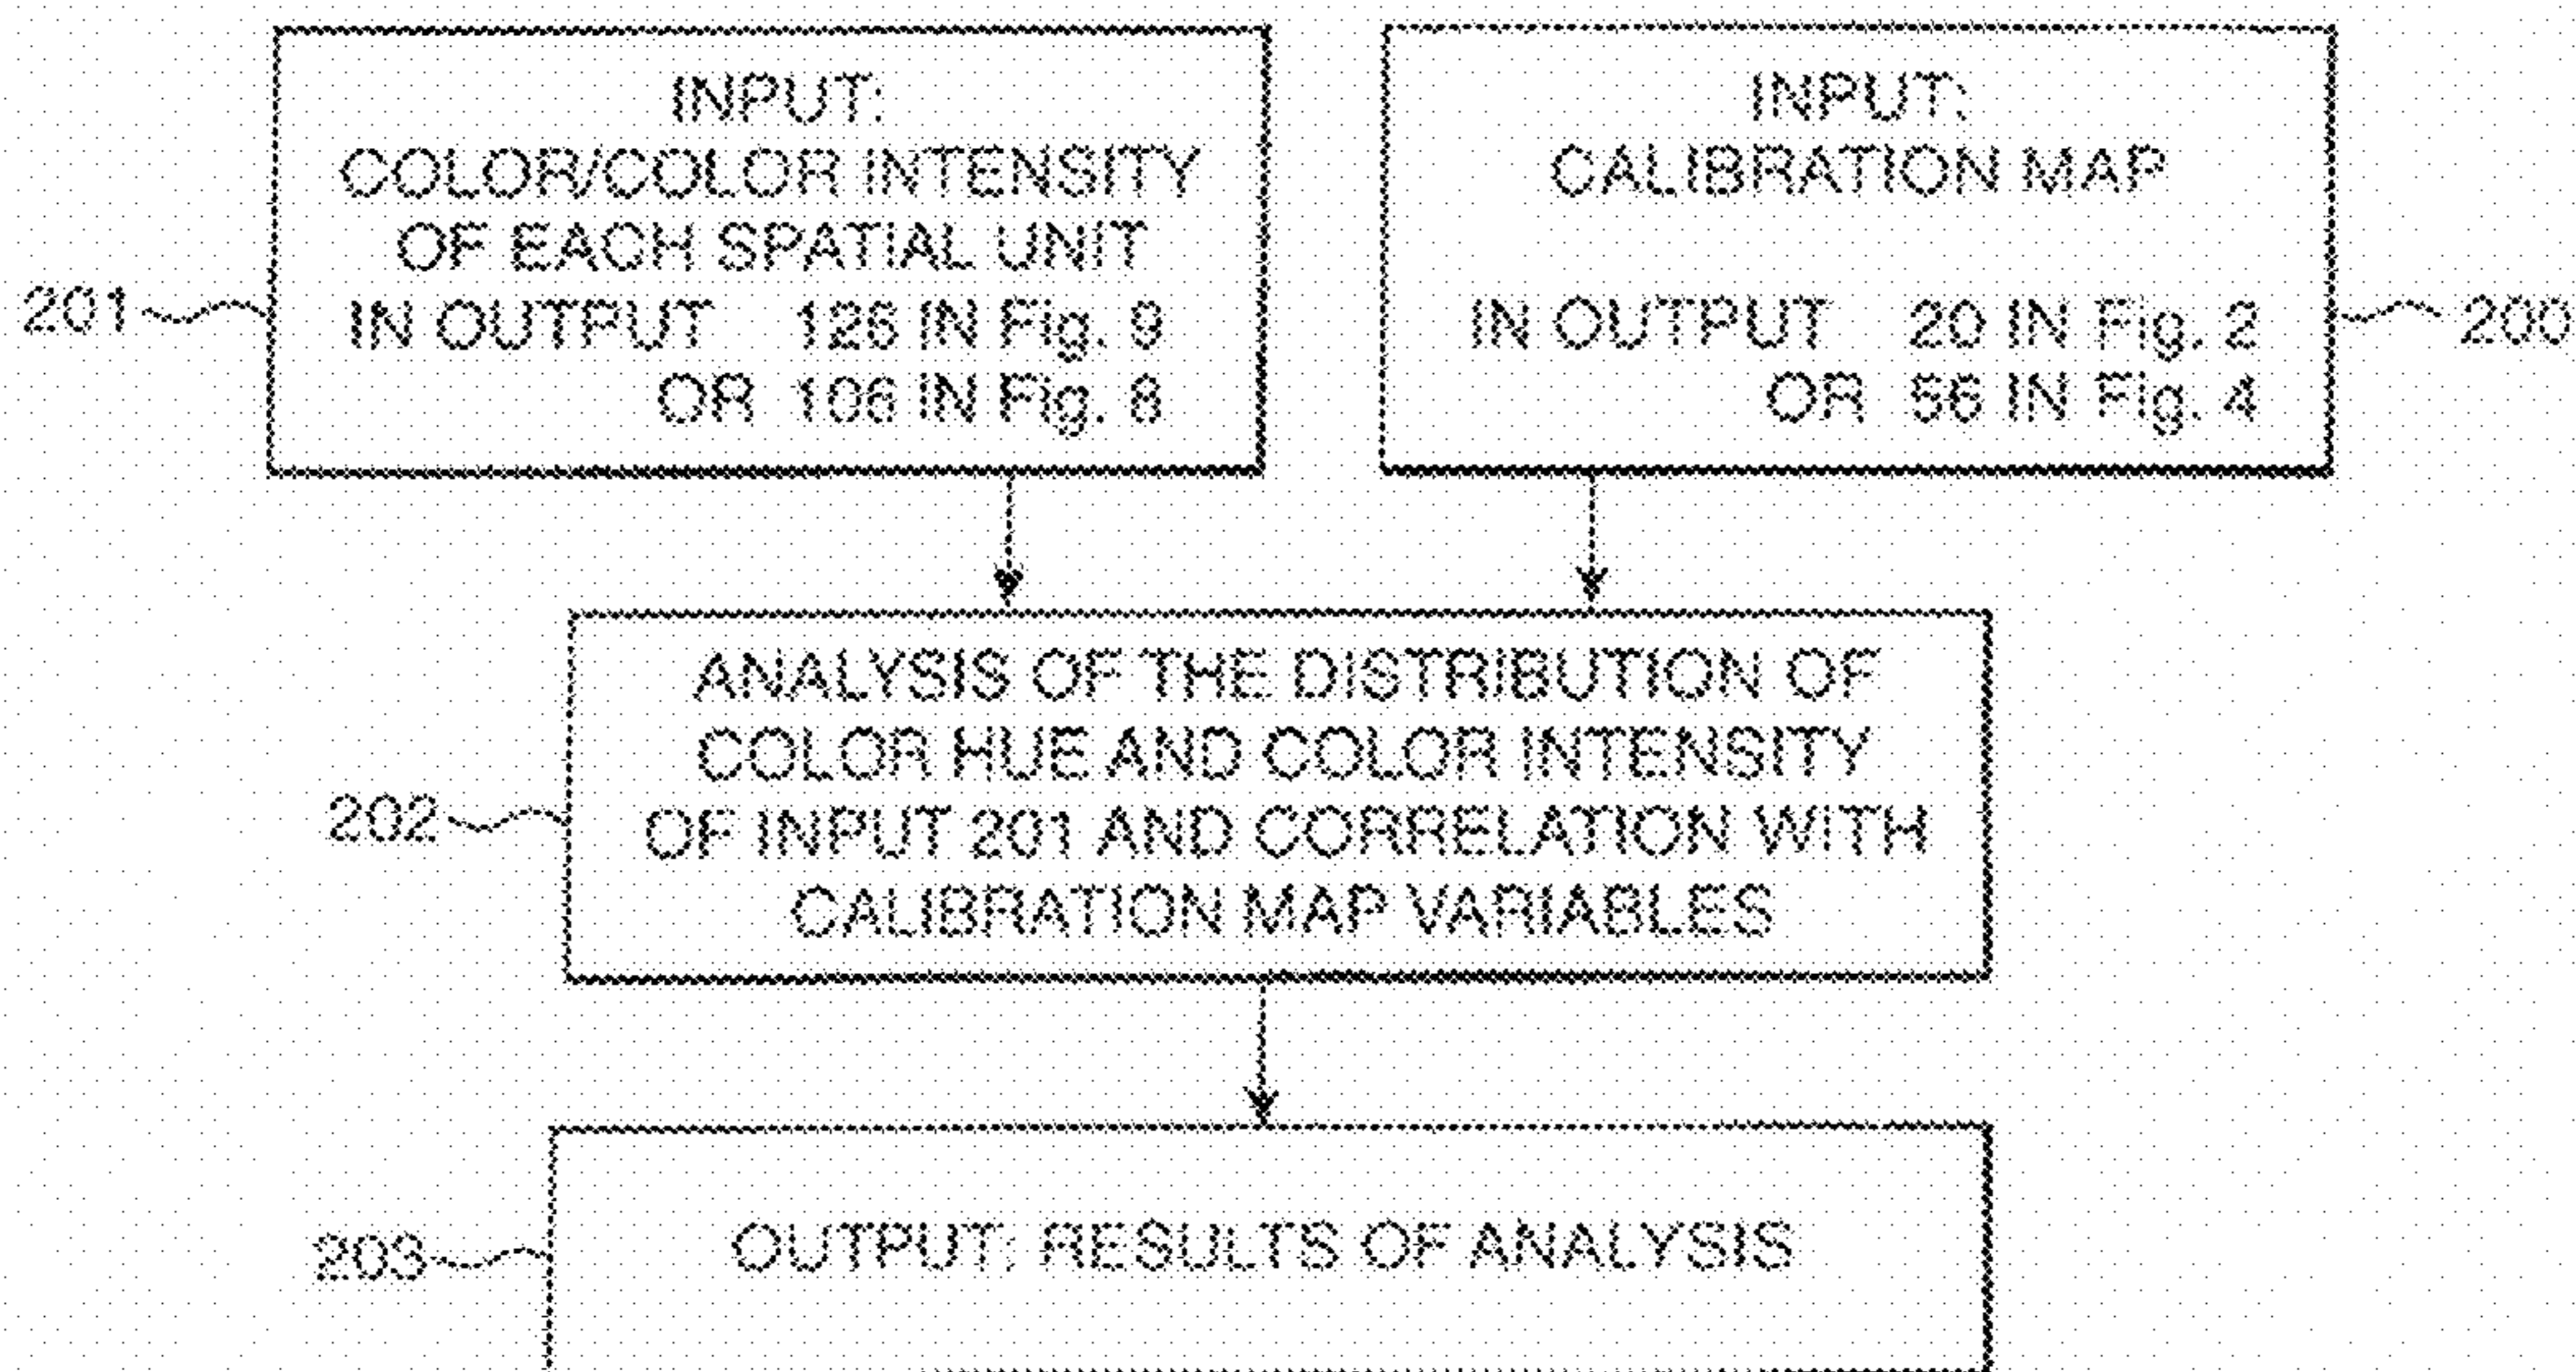 INPUT:
COLOR/COLOR INTENSITY
OF EACH SPATIAL UNIT
IN OUTPUT 126 IN Fig. 9
OR 106 IN Fig. 8
201
INPUT:
CALIBRATION MAP
IN OUTPUT 20 IN Fig. 2
OR 56 IN Fig. 4
200
ANALYSIS OF THE DISTRIBUTION OF
COLOR HUE AND COLOR INTENSITY
OF INPUT 201 AND CORRELATION WITH
CALIBRATION MAP VARIABLES
202
OUTPUT: RESULTS OF ANALYSIS
203